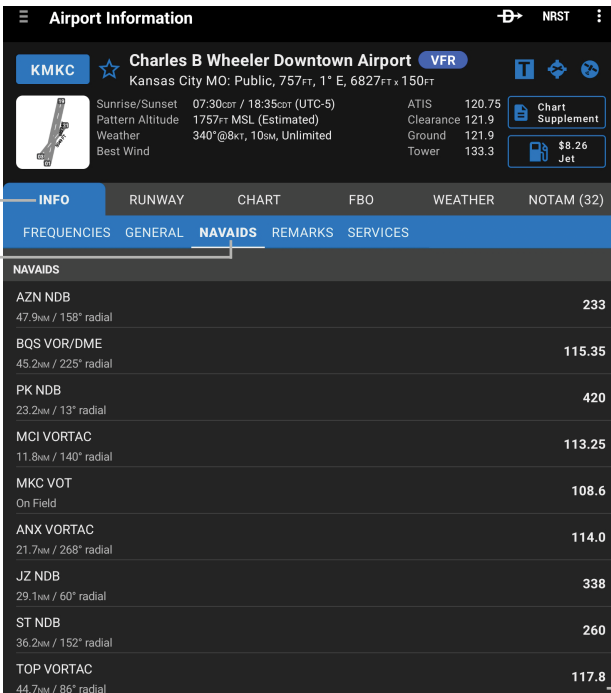 Airport Information
D NRST
KMKC
Charles B Wheeler Downtown Airport VFR
Kansas City MO: Public, 757FT, 1° E, 6827FT x 150FT
T
Sunrise/Sunset 07:30CDT / 18:35CDT (UTC-5)
Pattern Altitude 1757FT MSL (Estimated)
Weather 340°@8KT, 10SM, Unlimited
Best Wind
ATIS 120.75
Clearance 121.9
Ground 121.9
Tower 133.3
Chart Supplement
$8.26 Jet
INFO RUNWAY CHART FBO WEATHER NOTAM (32)
FREQUENCIES GENERAL NAVAIDS REMARKS SERVICES
NAVAIDS
AZN NDB
47.9NM / 158° radial
233
BQS VOR/DME
45.2NM / 225° radial
115.35
PK NDB
23.2NM / 13° radial
420
MCI VORTAC
11.8NM / 140° radial
113.25
MKC VOT
On Field
108.6
ANX VORTAC
21.7NM / 268° radial
114.0
JZ NDB
29.1NM / 60° radial
338
ST NDB
36.2NM / 152° radial
260
TOP VORTAC
44.7NM / 86° radial
117.8